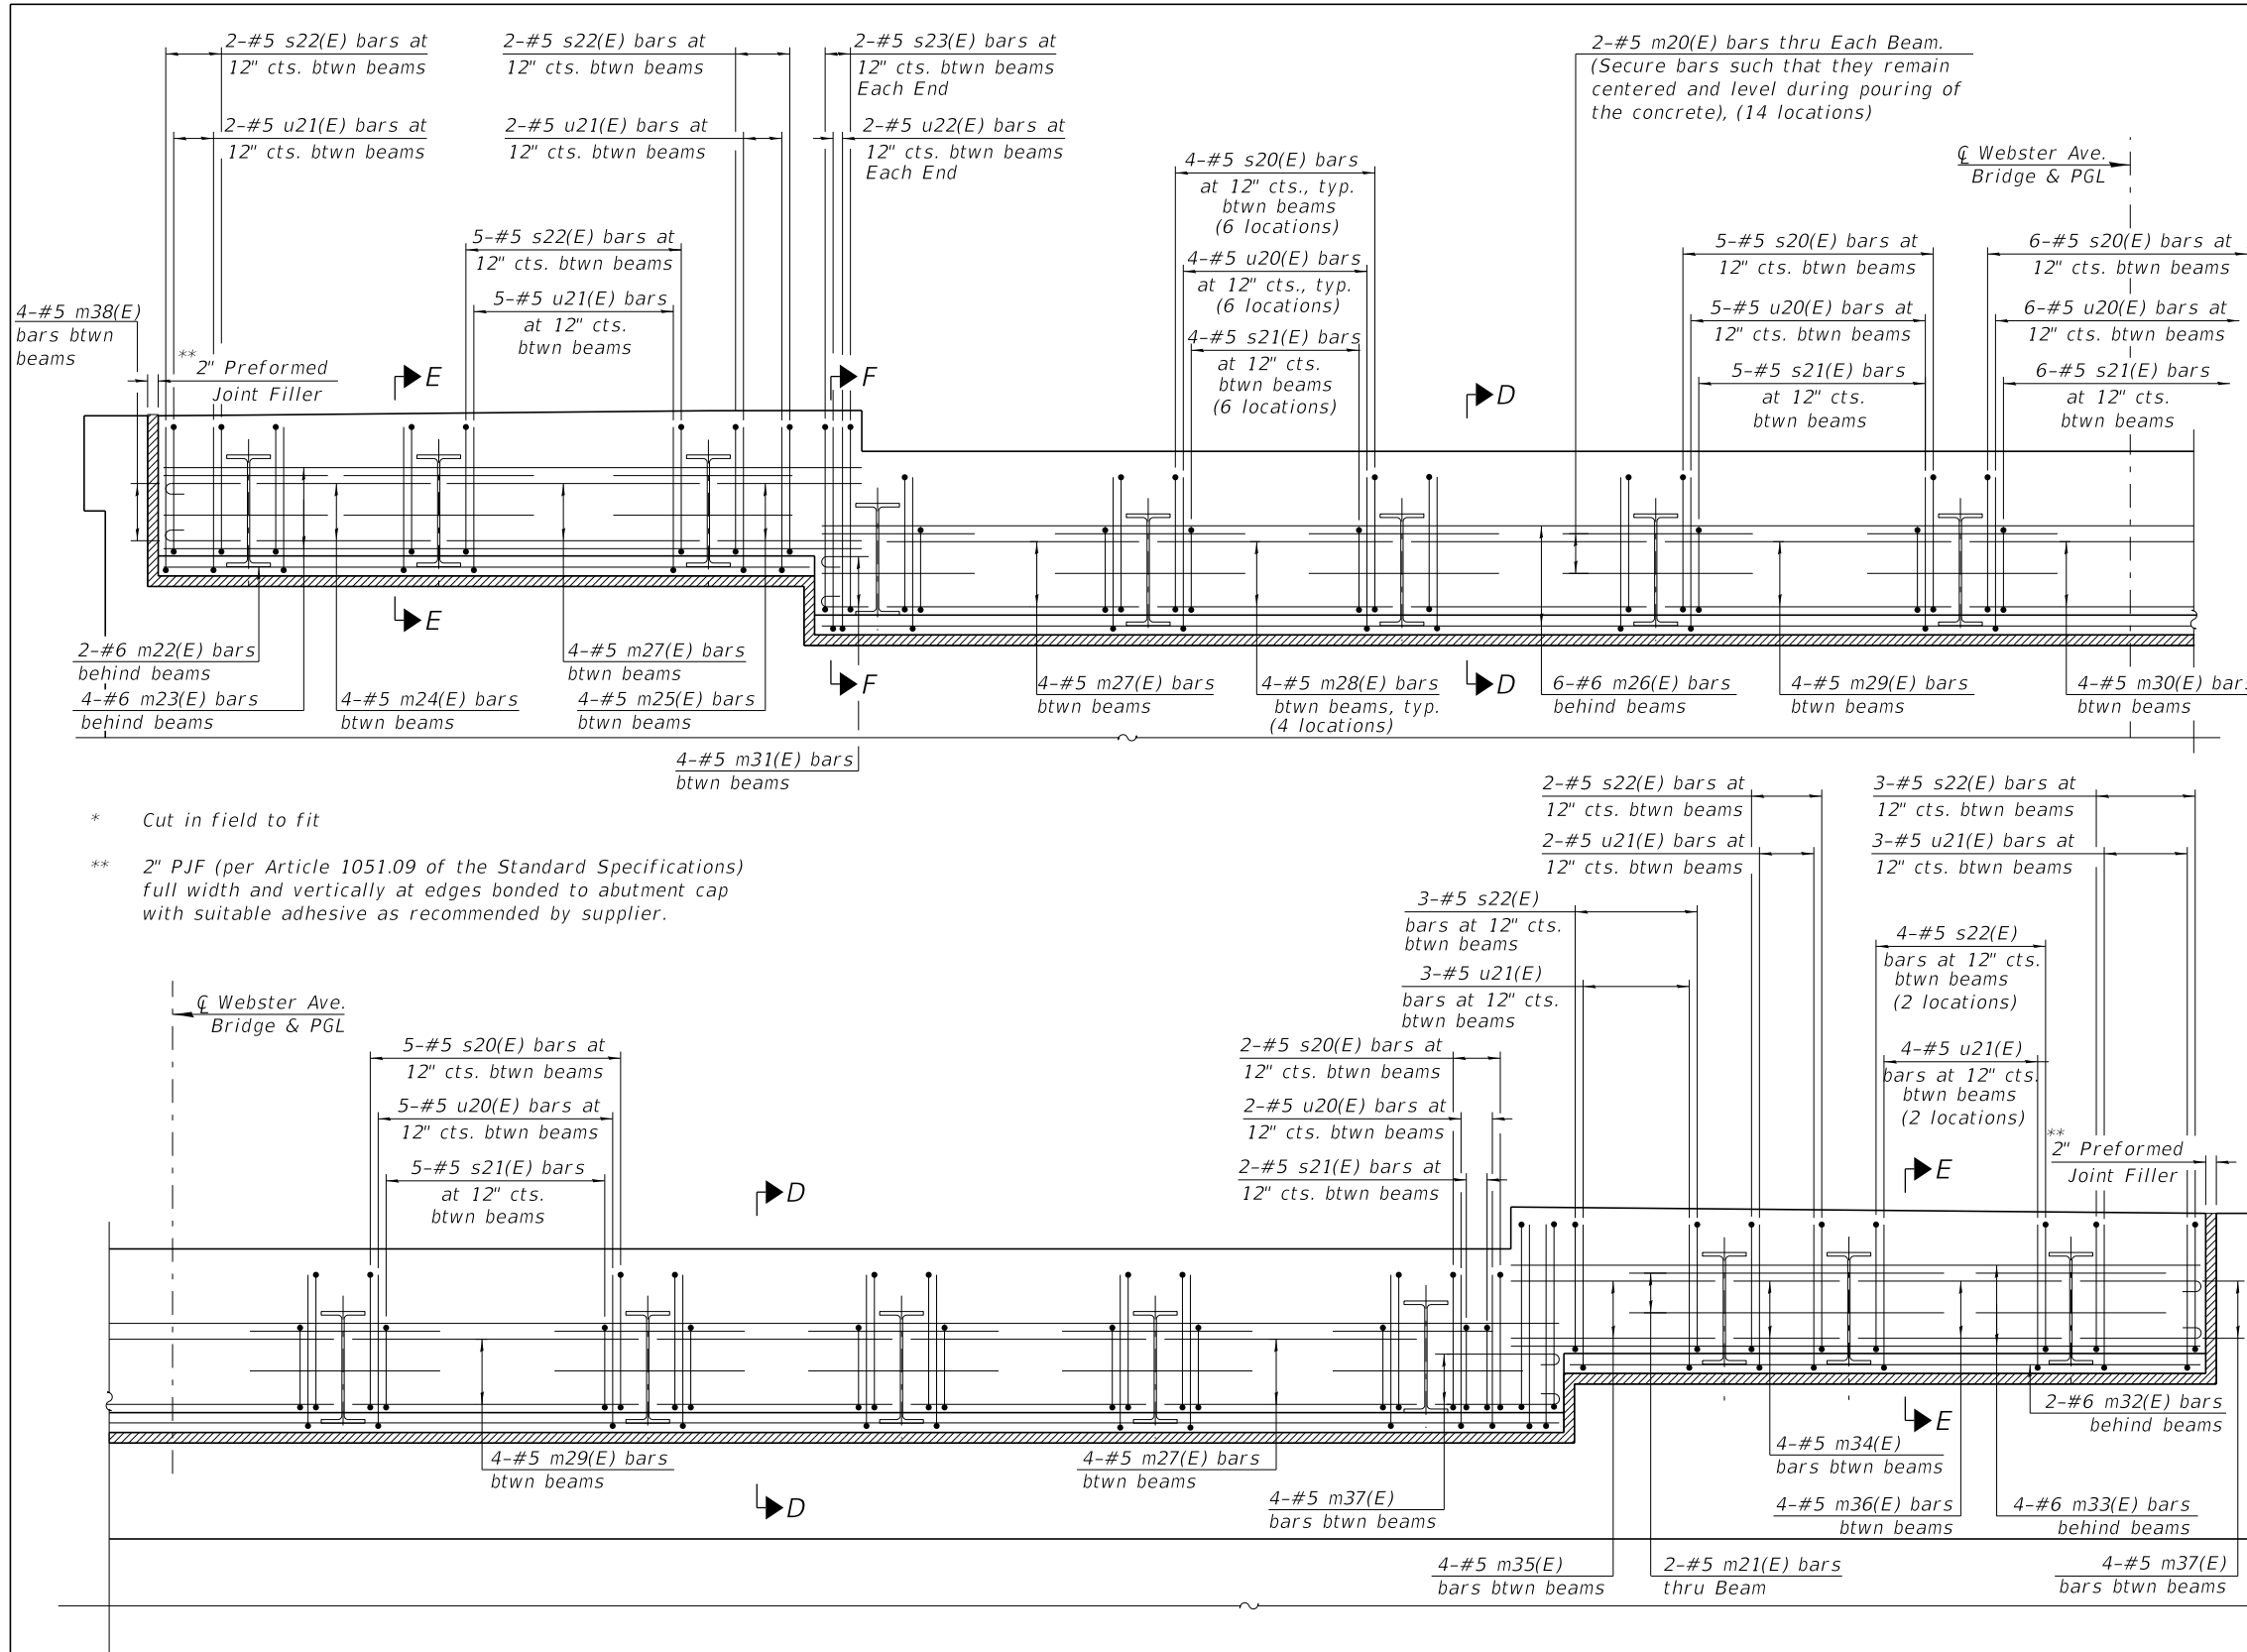 2-#5 s22(E) bars at
12" cts. btwn beams
2-#5 s22(E) bars at
12" cts. btwn beams
2-#5 s23(E) bars at
12" cts. btwn beams
Each End
2-#5 m20(E) bars thru Each Beam.
(Secure bars such that they remain
centered and level during pouring of
the concrete), (14 locations)
2-#5 u21(E) bars at
12" cts. btwn beams
2-#5 u21(E) bars at
12" cts. btwn beams
2-#5 u22(E) bars at
12" cts. btwn beams
Each End
4-#5 s20(E) bars
at 12" cts., typ.
btwn beams
(6 locations)
℄ Webster Ave.
Bridge & PGL
5-#5 s22(E) bars at
12" cts. btwn beams
4-#5 u20(E) bars
at 12" cts., typ.
(6 locations)
5-#5 s20(E) bars at
12" cts. btwn beams
6-#5 s20(E) bars at
12" cts. btwn beams
4-#5 m38(E)
bars btwn
beams
5-#5 u21(E) bars
at 12" cts.
btwn beams
4-#5 s21(E) bars
at 12" cts.
btwn beams
(6 locations)
5-#5 u20(E) bars at
12" cts. btwn beams
6-#5 u20(E) bars at
12" cts. btwn beams
** 2" Preformed
Joint Filler
E
F
D
5-#5 s21(E) bars
at 12" cts.
btwn beams
6-#5 s21(E) bars
at 12" cts.
btwn beams
E
F
D
2-#6 m22(E) bars
behind beams
4-#5 m27(E) bars
btwn beams
4-#6 m23(E) bars
behind beams
4-#5 m24(E) bars
btwn beams
4-#5 m25(E) bars
btwn beams
4-#5 m27(E) bars
btwn beams
4-#5 m28(E) bars
btwn beams, typ.
(4 locations)
6-#6 m26(E) bars
behind beams
4-#5 m29(E) bars
btwn beams
4-#5 m30(E) bars
btwn beams
4-#5 m31(E) bars
btwn beams
* Cut in field to fit
** 2" PJF (per Article 1051.09 of the Standard Specifications)
full width and vertically at edges bonded to abutment cap
with suitable adhesive as recommended by supplier.
2-#5 s22(E) bars at
12" cts. btwn beams
3-#5 s22(E) bars at
12" cts. btwn beams
2-#5 u21(E) bars at
12" cts. btwn beams
3-#5 u21(E) bars at
12" cts. btwn beams
3-#5 s22(E)
bars at 12" cts.
btwn beams
4-#5 s22(E)
bars at 12" cts.
btwn beams
(2 locations)
3-#5 u21(E)
bars at 12" cts.
btwn beams
℄ Webster Ave.
Bridge & PGL
5-#5 s20(E) bars at
12" cts. btwn beams
2-#5 s20(E) bars at
12" cts. btwn beams
4-#5 u21(E)
bars at 12" cts.
btwn beams
(2 locations)
5-#5 u20(E) bars at
12" cts. btwn beams
2-#5 u20(E) bars at
12" cts. btwn beams
** 2" Preformed
Joint Filler
5-#5 s21(E) bars
at 12" cts.
btwn beams
2-#5 s21(E) bars at
12" cts. btwn beams
D
E
4-#5 m29(E) bars
btwn beams
D
4-#5 m27(E) bars
btwn beams
4-#5 m37(E)
bars btwn beams
E
2-#6 m32(E) bars
behind beams
4-#5 m34(E)
bars btwn beams
4-#5 m36(E) bars
btwn beams
4-#6 m33(E) bars
behind beams
4-#5 m35(E)
bars btwn beams
2-#5 m21(E) bars
thru Beam
4-#5 m37(E)
bars btwn beams